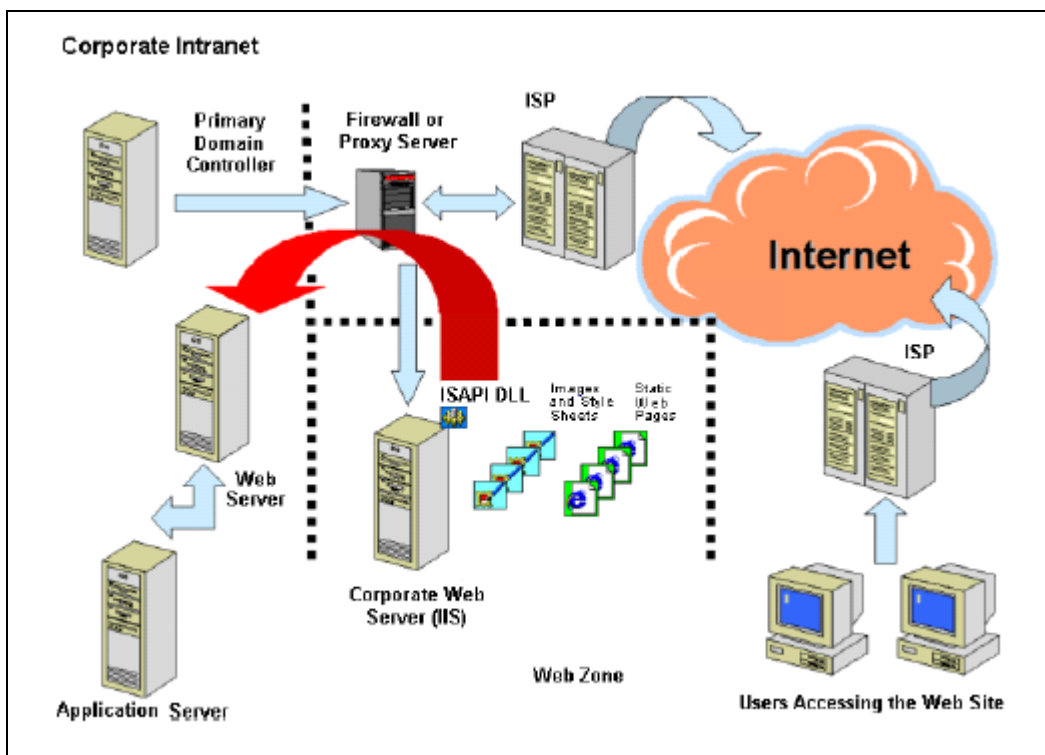 Corporate Intranet
Primary
Domain
Controller
Firewall or
Proxy Server
ISP
Internet
ISP
ISAPI DLL
Images
and Style
Sheets
Static
Web
Pages
Web
Server
Corporate Web
Server (IIS)
Web Zone
Application Server
Users Accessing the Web Site